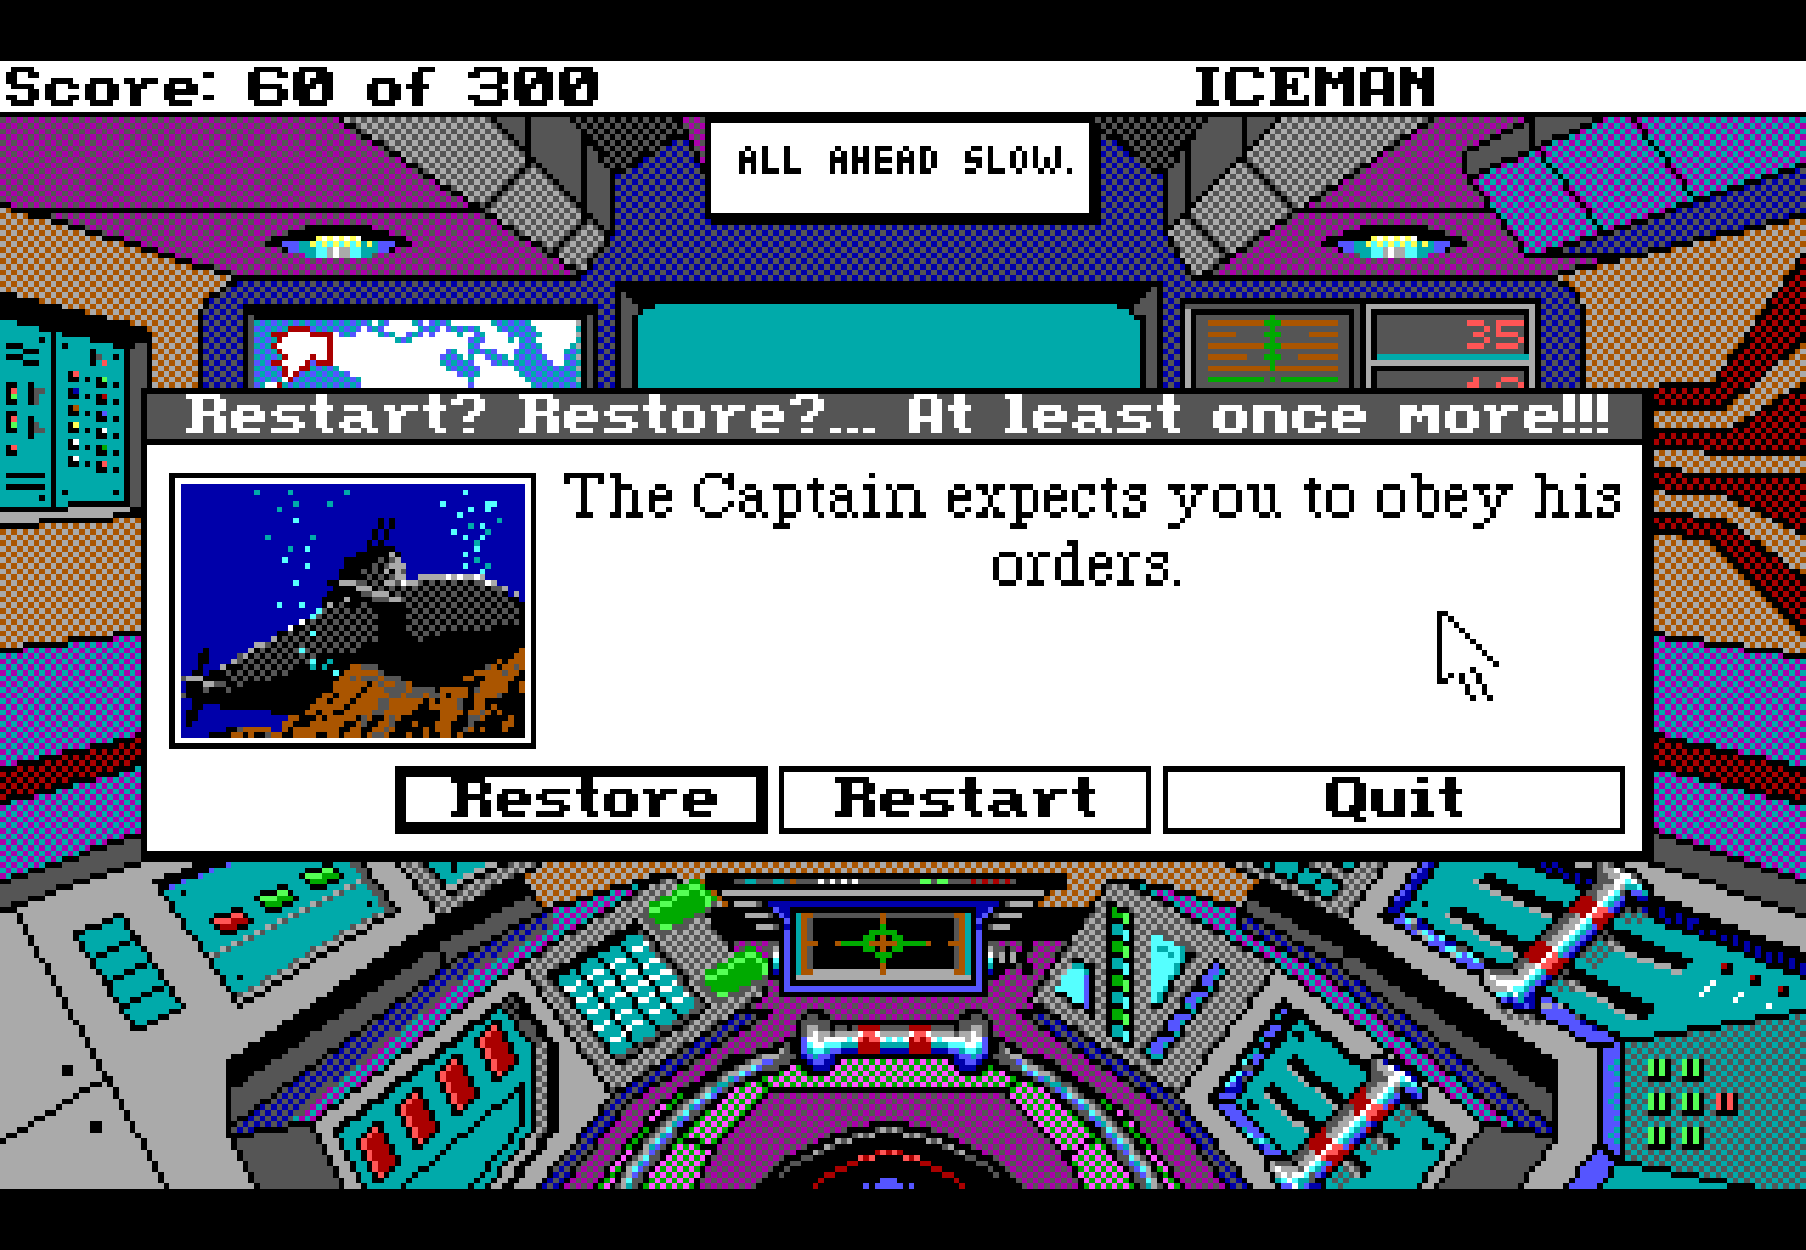 Score: 60 of 300 ICEMAN
ALL AHEAD SLOW.
35
Restart? Restore?... At least once more!!!
The Captain expects you to obey his
orders.
Restore Restart Quit